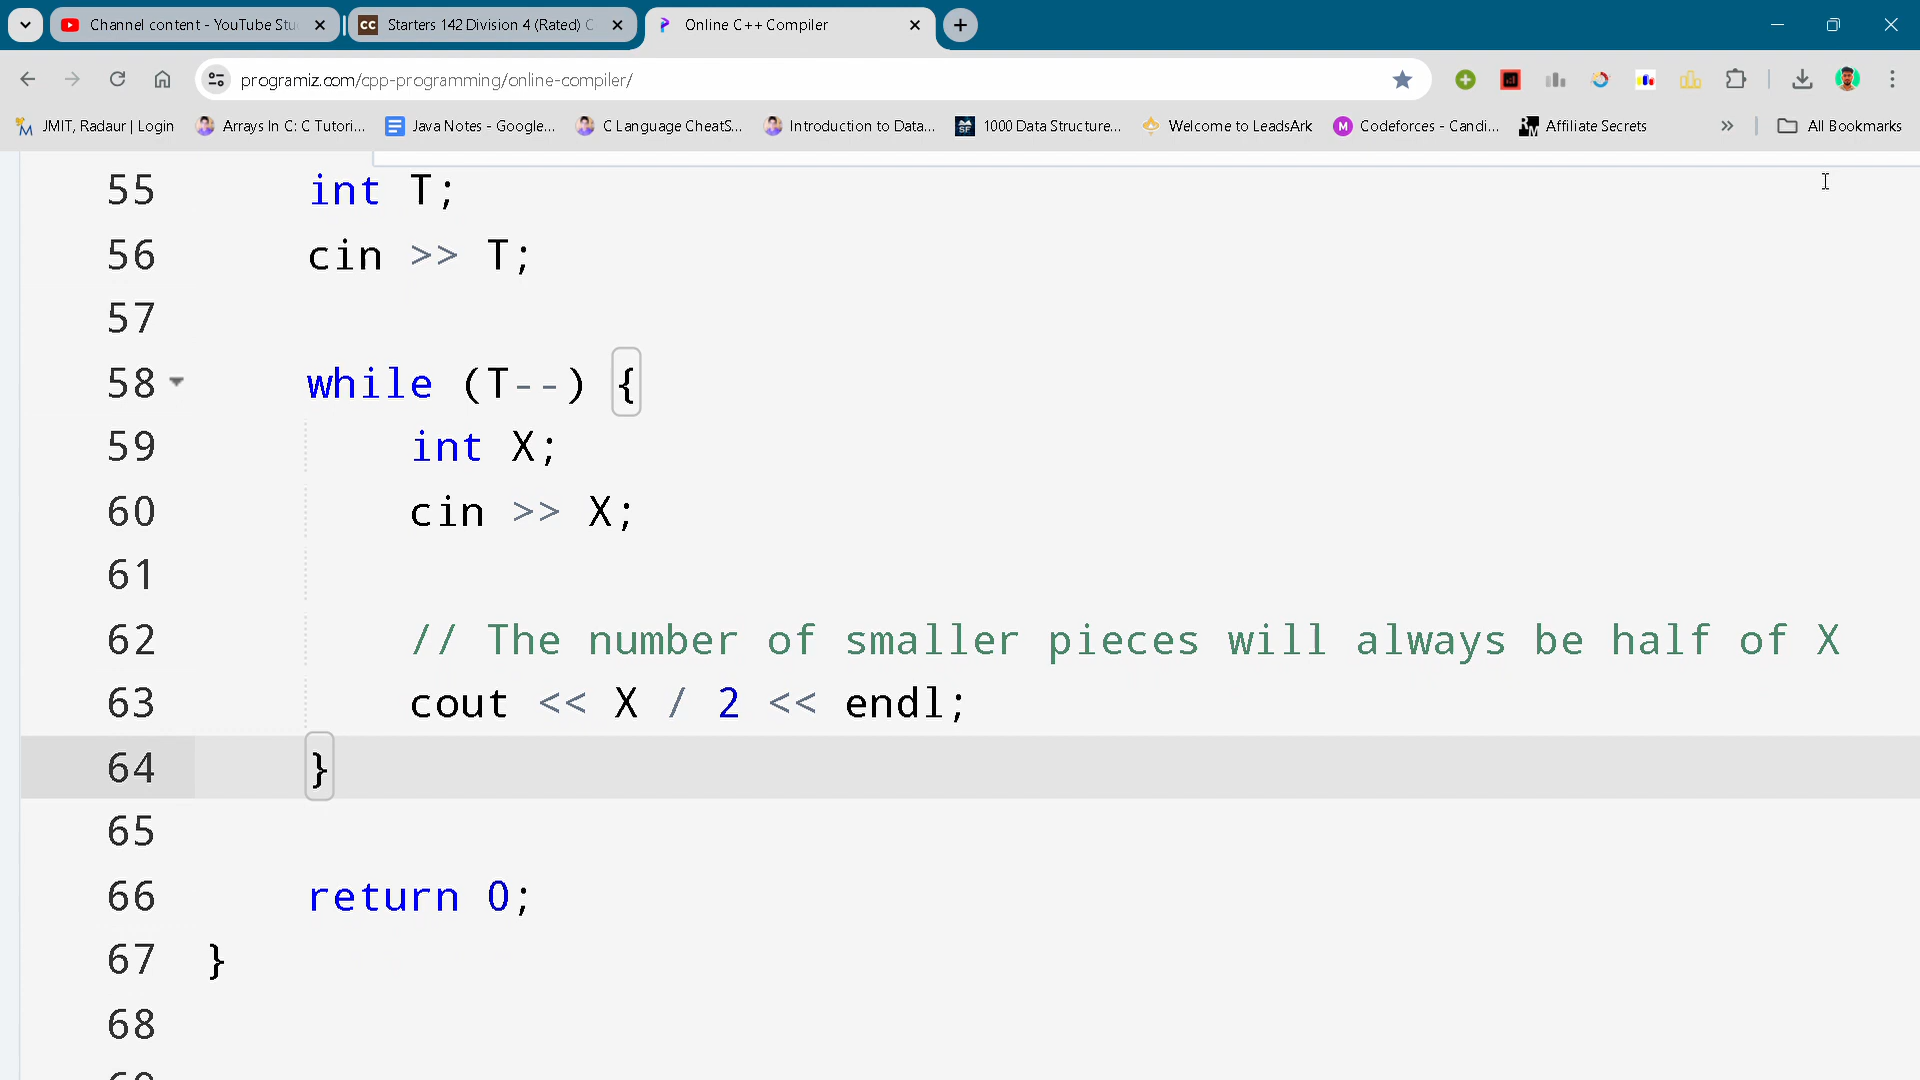 Channel content - YouTube Stu
Starters 142 Division 4 (Rated) C
Online C++ Compiler
programiz.com/cpp-programming/online-compiler/
JMIT, Radaur | Login
Arrays In C: C Tutori...
Java Notes - Google...
C Language CheatS...
Introduction to Data...
1000 Data Structure...
Welcome to LeadsArk
Codeforces - Candi...
Affiliate Secrets
All Bookmarks
55 int T;
56 cin >> T;
57
58 while (T--) {
59 int X;
60 cin >> X;
61
62 // The number of smaller pieces will always be half of X
63 cout << X / 2 << endl;
64 }
65
66 return 0;
67 }
68